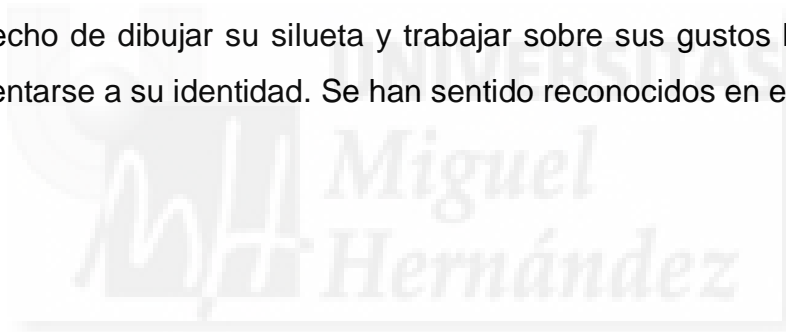 echo de dibujar su silueta y trabajar sobre sus gustos
entarse a su identidad. Se han sentido reconocidos en e
UNIVERSITAS
Miguel
Hernández